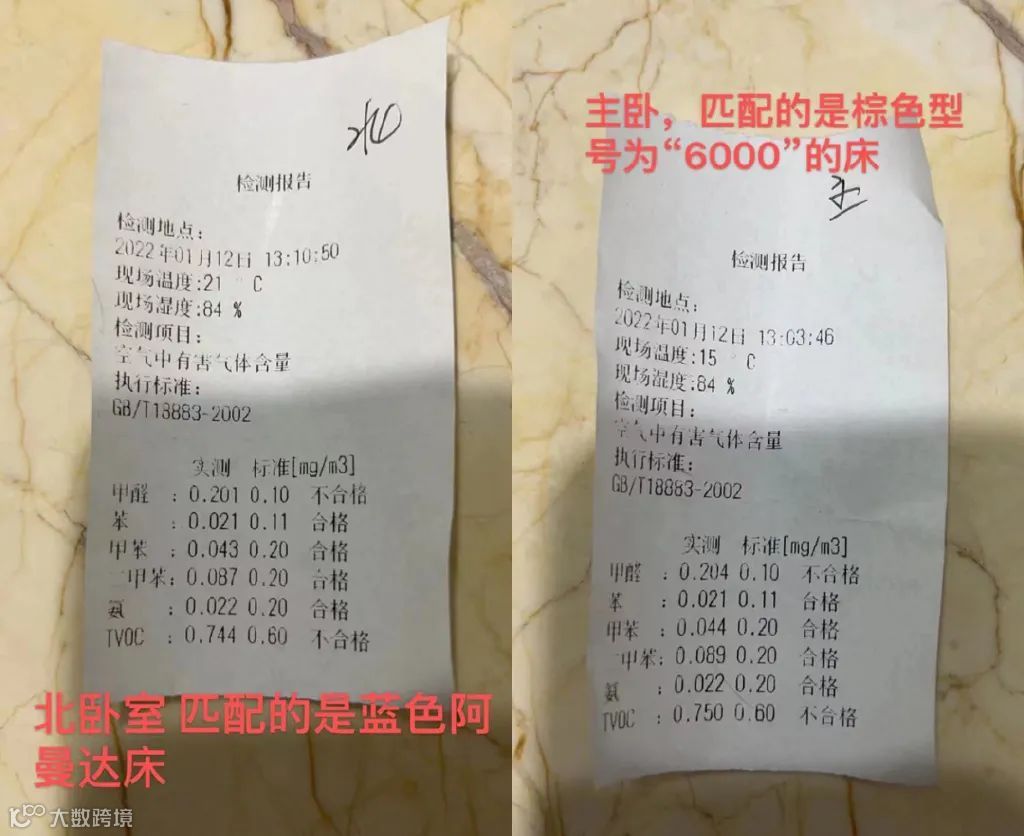 北
检测报告
检测地点:
2022年01月12日 13:10:50
现场温度:21 °C
现场湿度:84 %
检测项目:
空气中有害气体含量
执行标准:
GB/T18883-2002
实测 标准[mg/m3]
甲醛 :0.201 0.10 不合格
苯 :0.021 0.11 合格
甲苯 :0.043 0.20 合格
二甲苯:0.087 0.20 合格
氨 :0.022 0.20 合格
TVOC :0.744 0.60 不合格
北卧室 匹配的是蓝色阿
曼达床
主卧,匹配的是棕色型
号为“6000”的床
主
检测报告
检测地点:
2022年01月12日 13:03:46
现场温度:15 °C
现场湿度:84 %
检测项目:
空气中有害气体含量
执行标准:
GB/T18883-2002
实测 标准[mg/m3]
甲醛 :0.204 0.10 不合格
苯 :0.021 0.11 合格
甲苯 :0.044 0.20 合格
二甲苯:0.089 0.20 合格
氨 :0.022 0.20 合格
TVOC :0.750 0.60 不合格
大数跨境